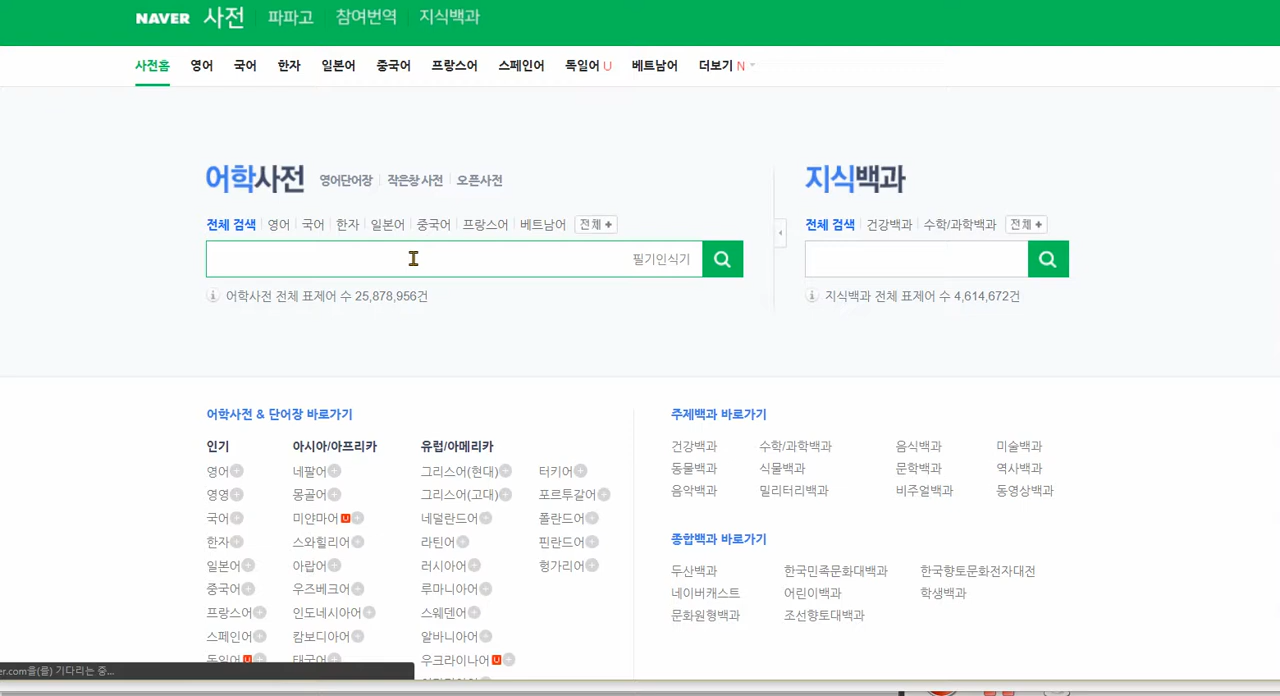 NAVER 사전 파파고 참여번역 지식백과
사전홈 영어 국어 한자 일본어 중국어 프랑스어 스페인어 독일어 U 베트남어 더보기 N
어학사전 영어단어장 작은창 사전 오픈사전
전체 검색 영어 국어 한자 일본어 중국어 프랑스어 베트남어 전체 +
필기인식기
어학사전 전체 표제어 수 25,878,956건
지식백과
전체 검색 건강백과 수학/과학백과 전체 +
지식백과 전체 표제어 수 4,614,672건
어학사전 & 단어장 바로가기
인기 아시아/아프리카 유럽/아메리카
영어 네팔어 그리스어(현대) 터키어
영영 몽골어 그리스어(고대) 포르투갈어
국어 미얀마어 U 네덜란드어 폴란드어
한자 스와힐리어 라틴어 핀란드어
일본어 아랍어 러시아어 헝가리어
중국어 우즈베크어 루마니아어
프랑스어 인도네시아어 스웨덴어
스페인어 캄보디아어 알바니아어
독일어 U 태국어 우크라이나어 U
주제백과 바로가기
건강백과 수학/과학백과 음식백과 미술백과
동물백과 식물백과 문학백과 역사백과
음악백과 밀리터리백과 비주얼백과 동영상백과
종합백과 바로가기
두산백과 한국민족문화대백과 한국향토문화전자대전
네이버캐스트 어린이백과 학생백과
문화원형백과 조선향토대백과
er.com을(를) 기다리는 중...